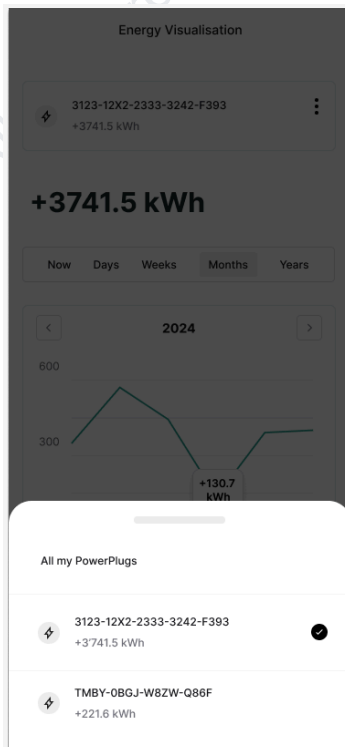 Energy Visualisation
3123-12X2-2333-3242-F393
+3741.5 kWh
+3741.5 kWh
Now Days Weeks Months Years
2024
600
300
+130.7
kWh
All my PowerPlugs
3123-12X2-2333-3242-F393
+3'741.5 kWh
TMBY-0BGJ-W8ZW-Q86F
+221.6 kWh